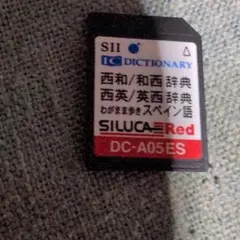 SII
IC DICTIONARY
西和/和西辞典
西英/英西辞典
わがまま歩きスペイン語
SILUCA Red
DC-A05ES